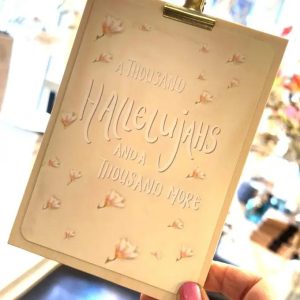 A THOUSAND
HALLELUJAHS
AND A
THOUSAND MORE